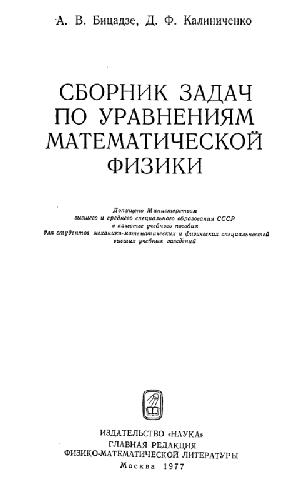 А. В. Бицадзе, Д. Ф. Калиниченко
СБОРНИК ЗАДАЧ
ПО УРАВНЕНИЯМ
МАТЕМАТИЧЕСКОЙ
ФИЗИКИ
Допущено Министерством
высшего и среднего специального образования СССР
в качестве учебного пособия
для студентов механико-математических и физических специальностей
высших учебных заведений
ИЗДАТЕЛЬСТВО «НАУКА»
ГЛАВНАЯ РЕДАКЦИЯ
ФИЗИКО-МАТЕМАТИЧЕСКОЙ ЛИТЕРАТУРЫ
Москва 1977